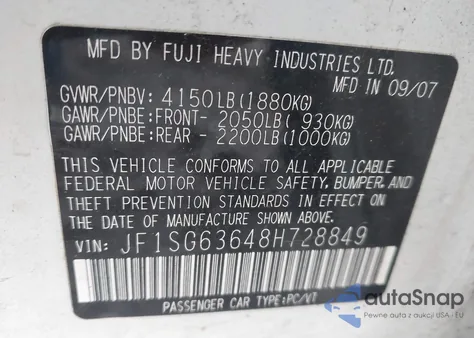 MFD BY FUJI HEAVY INDUSTRIES LTD.
MFD IN 09/07
GVWR/PNBV: 4150LB(1880KG)
GAWR/PNBE:FRONT- 2050LB( 930KG)
GAWR/PNBE:REAR - 2200LB(1000KG)
THIS VEHICLE CONFORMS TO ALL APPLICABLE
FEDERAL MOTOR VEHICLE SAFETY, BUMPER, AND
THEFT PREVENTION STANDARDS IN EFFECT ON
THE DATE OF MANUFACTURE SHOWN ABOVE.
VIN: JF1SG63648H728849
PASSENGER CAR TYPE:PC/VT
autaSnap
Pewne auta z aukcji USA - EU